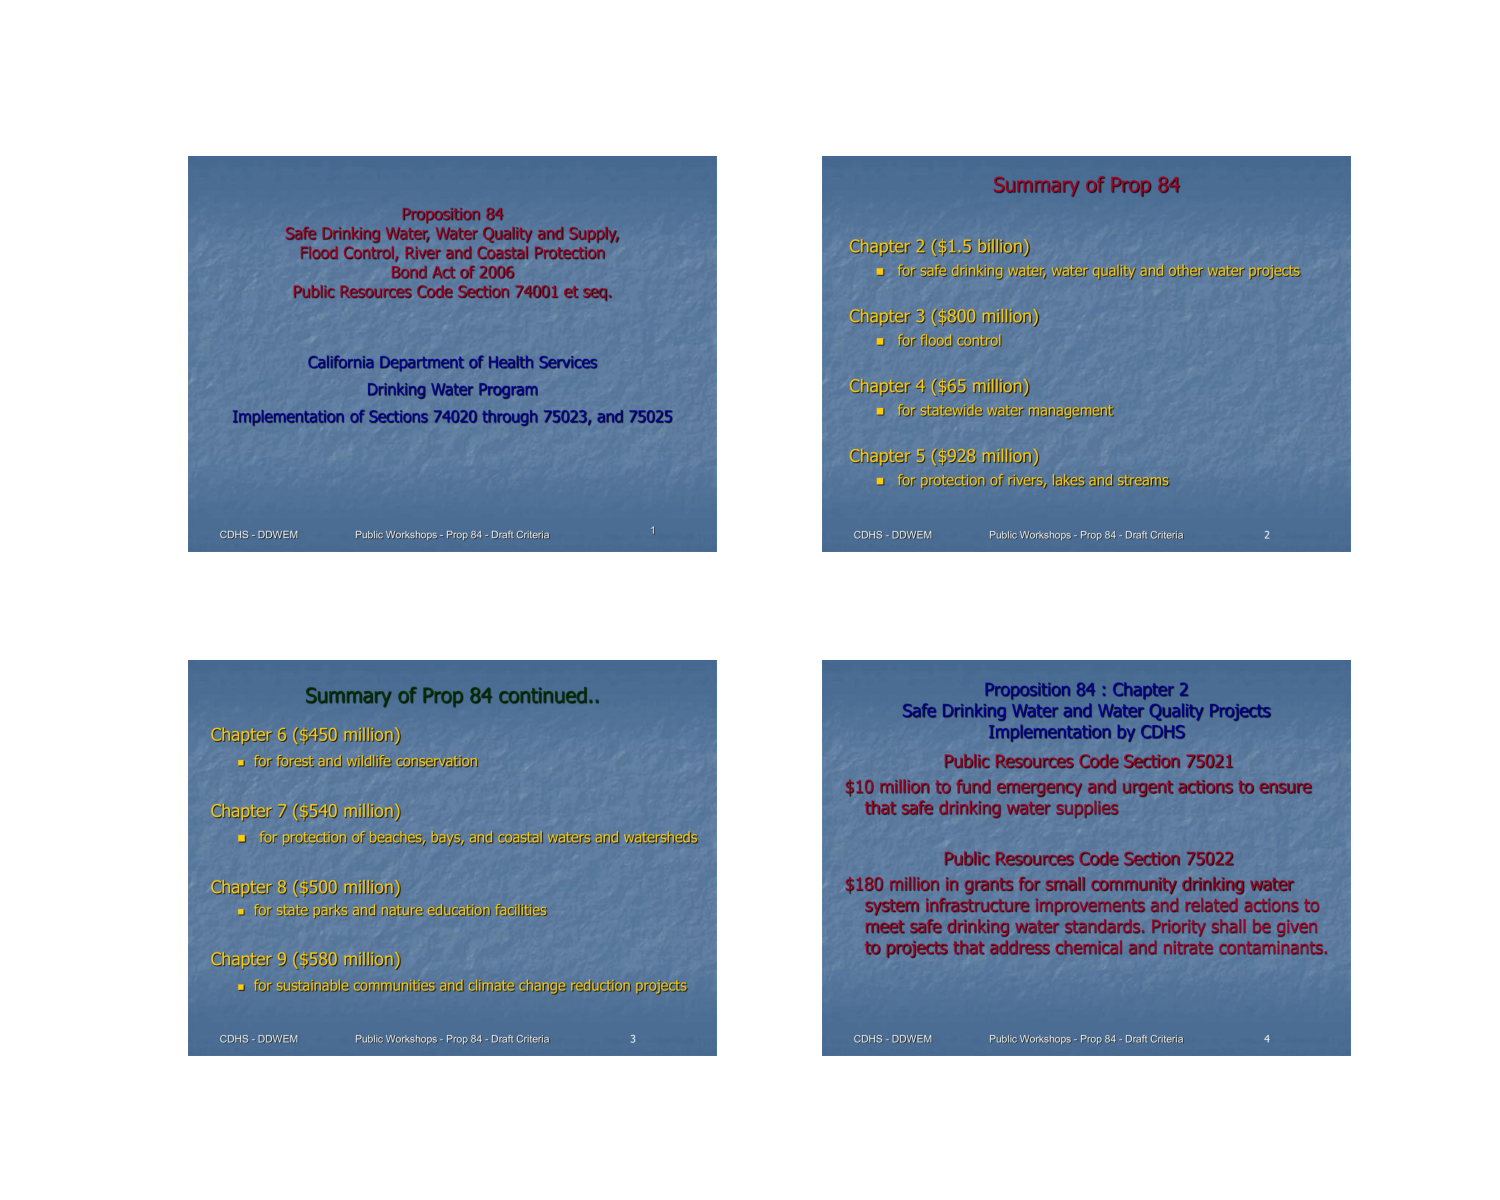 Proposition 84
Safe Drinking Water, Water Quality and Supply,
Flood Control, River and Coastal Protection
Bond Act of 2006
Public Resources Code Section 74001 et seq.
California Department of Health Services
Drinking Water Program
Implementation of Sections 74020 through 75023, and 75025
CDHS - DDWEM Public Workshops - Prop 84 - Draft Criteria 1
Summary of Prop 84
Chapter 2 ($1.5 billion)
■ for safe drinking water, water quality and other water projects
Chapter 3 ($800 million)
■ for flood control
Chapter 4 ($65 million)
■ for statewide water management
Chapter 5 ($928 million)
■ for protection of rivers, lakes and streams
CDHS - DDWEM Public Workshops - Prop 84 - Draft Criteria 2
Summary of Prop 84 continued..
Chapter 6 ($450 million)
■ for forest and wildlife conservation
Chapter 7 ($540 million)
■ for protection of beaches, bays, and coastal waters and watersheds
Chapter 8 ($500 million)
■ for state parks and nature education facilities
Chapter 9 ($580 million)
■ for sustainable communities and climate change reduction projects
CDHS - DDWEM Public Workshops - Prop 84 - Draft Criteria 3
Proposition 84 : Chapter 2
Safe Drinking Water and Water Quality Projects
Implementation by CDHS
Public Resources Code Section 75021
$10 million to fund emergency and urgent actions to ensure
that safe drinking water supplies
Public Resources Code Section 75022
$180 million in grants for small community drinking water
system infrastructure improvements and related actions to
meet safe drinking water standards. Priority shall be given
to projects that address chemical and nitrate contaminants.
CDHS - DDWEM Public Workshops - Prop 84 - Draft Criteria 4